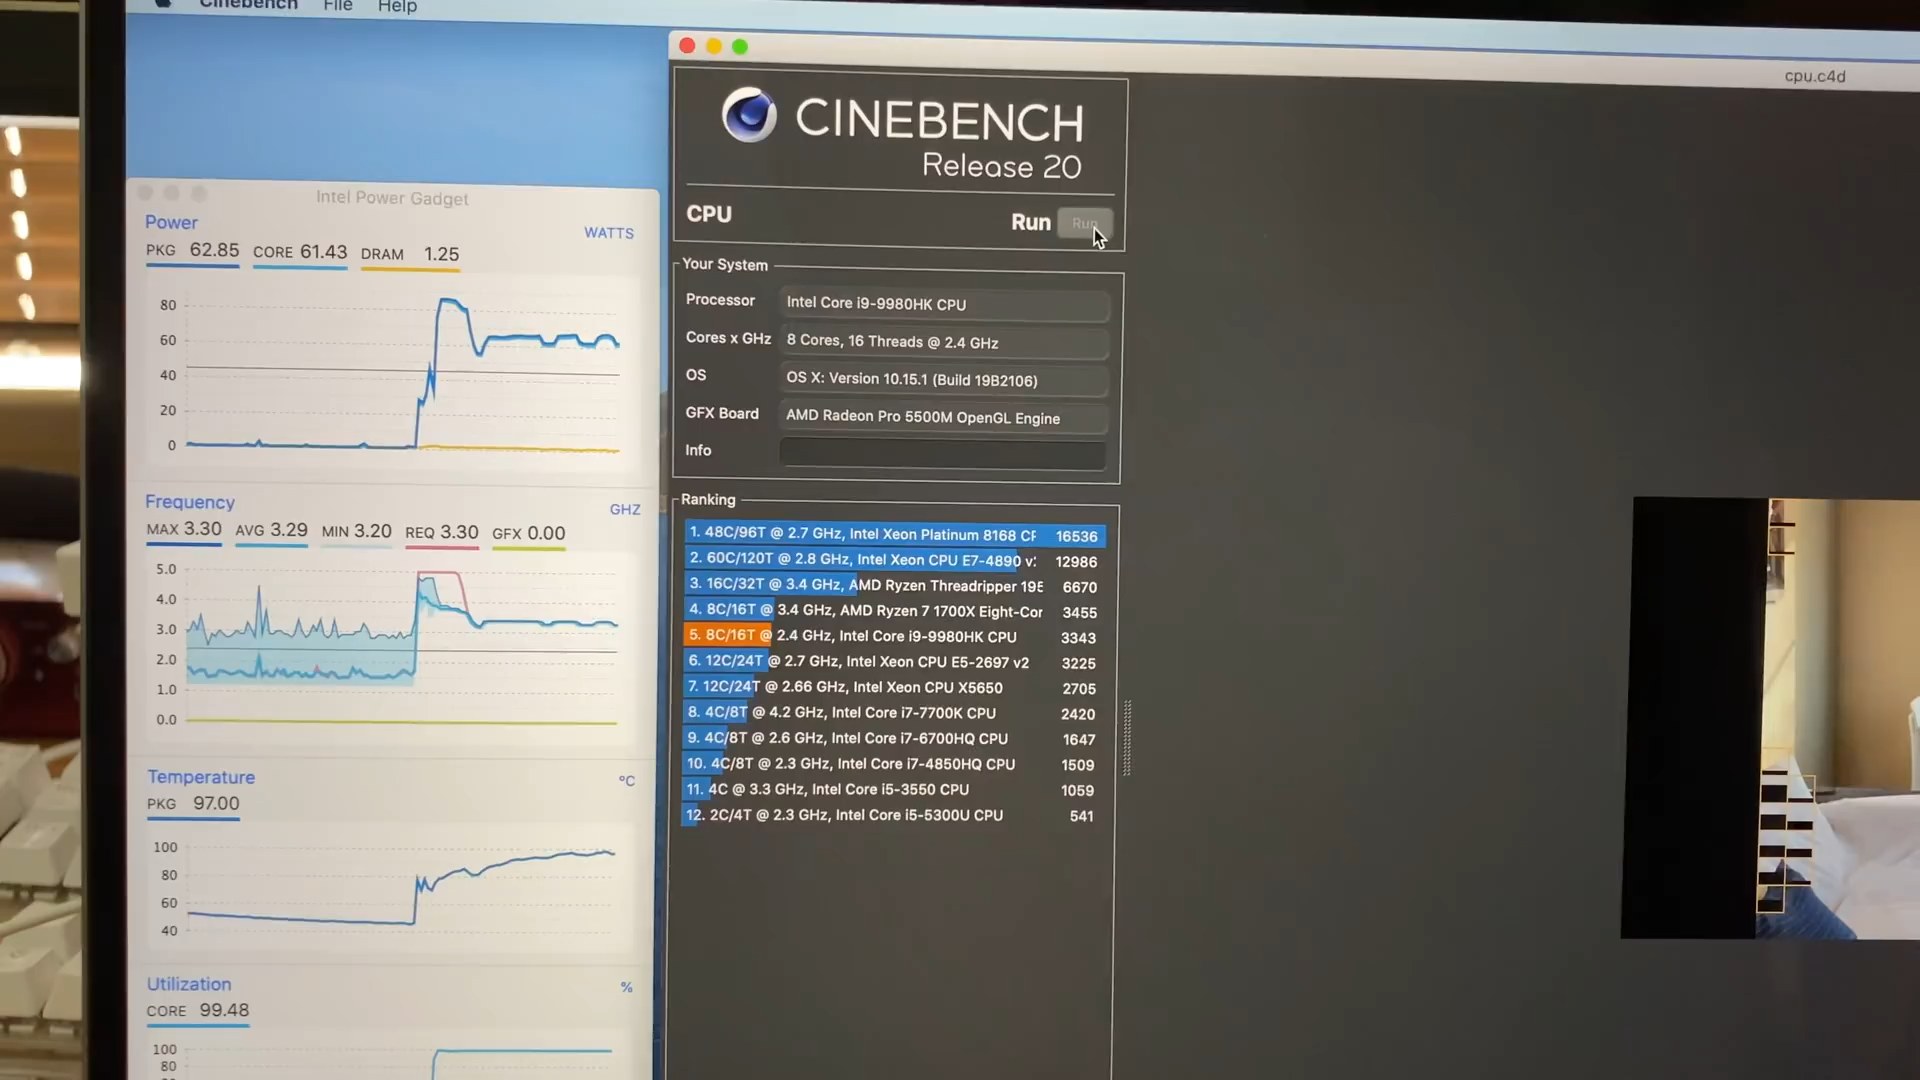 Cinebench File Help
cpu.c4d
CINEBENCH
Release 20
CPU Run Run
Your System
Processor Intel Core i9-9980HK CPU
Cores x GHz 8 Cores, 16 Threads @ 2.4 GHz
OS OS X: Version 10.15.1 (Build 19B2106)
GFX Board AMD Radeon Pro 5500M OpenGL Engine
Info
Ranking
1. 48C/96T @ 2.7 GHz, Intel Xeon Platinum 8168 CF 16536
2. 60C/120T @ 2.8 GHz, Intel Xeon CPU E7-4890 v: 12986
3. 16C/32T @ 3.4 GHz, AMD Ryzen Threadripper 195 6670
4. 8C/16T @ 3.4 GHz, AMD Ryzen 7 1700X Eight-Cor 3455
5. 8C/16T @ 2.4 GHz, Intel Core i9-9980HK CPU 3343
6. 12C/24T @ 2.7 GHz, Intel Xeon CPU E5-2697 v2 3225
7. 12C/24T @ 2.66 GHz, Intel Xeon CPU X5650 2705
8. 4C/8T @ 4.2 GHz, Intel Core i7-7700K CPU 2420
9. 4C/8T @ 2.6 GHz, Intel Core i7-6700HQ CPU 1647
10. 4C/8T @ 2.3 GHz, Intel Core i7-4850HQ CPU 1509
11. 4C @ 3.3 GHz, Intel Core i5-3550 CPU 1059
12. 2C/4T @ 2.3 GHz, Intel Core i5-5300U CPU 541
Intel Power Gadget
Power WATTS
PKG 62.85 CORE 61.43 DRAM 1.25
80
60
40
20
0
Frequency GHZ
MAX 3.30 AVG 3.29 MIN 3.20 REQ 3.30 GFX 0.00
5.0
4.0
3.0
2.0
1.0
0.0
Temperature °C
PKG 97.00
100
80
60
40
Utilization %
CORE 99.48
100
80